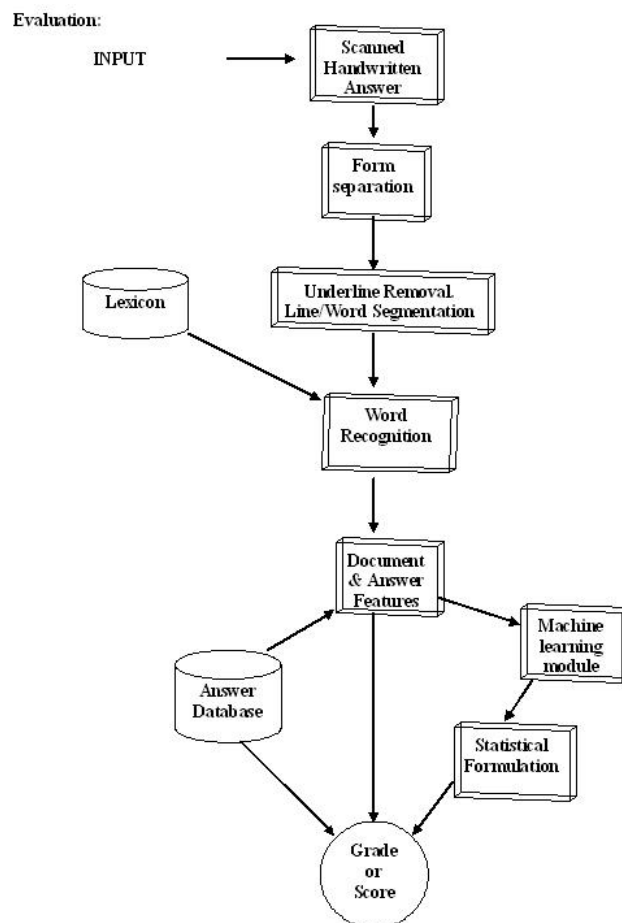 Evaluation:
INPUT
Scanned
Handwritten
Answer
Form
separation
Underline Removal.
Line/Word Segmentation
Lexicon
Word
Recognition
Document
& Answer
Features
Machine
learning
module
Answer
Database
Statistical
Formulation
Grade
or
Score